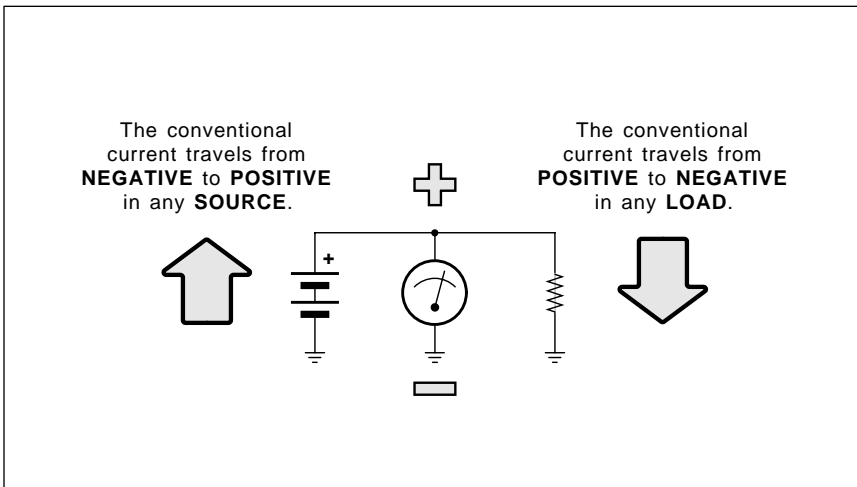 The conventional
current travels from
NEGATIVE to POSITIVE
in any SOURCE.
The conventional
current travels from
POSITIVE to NEGATIVE
in any LOAD.
+